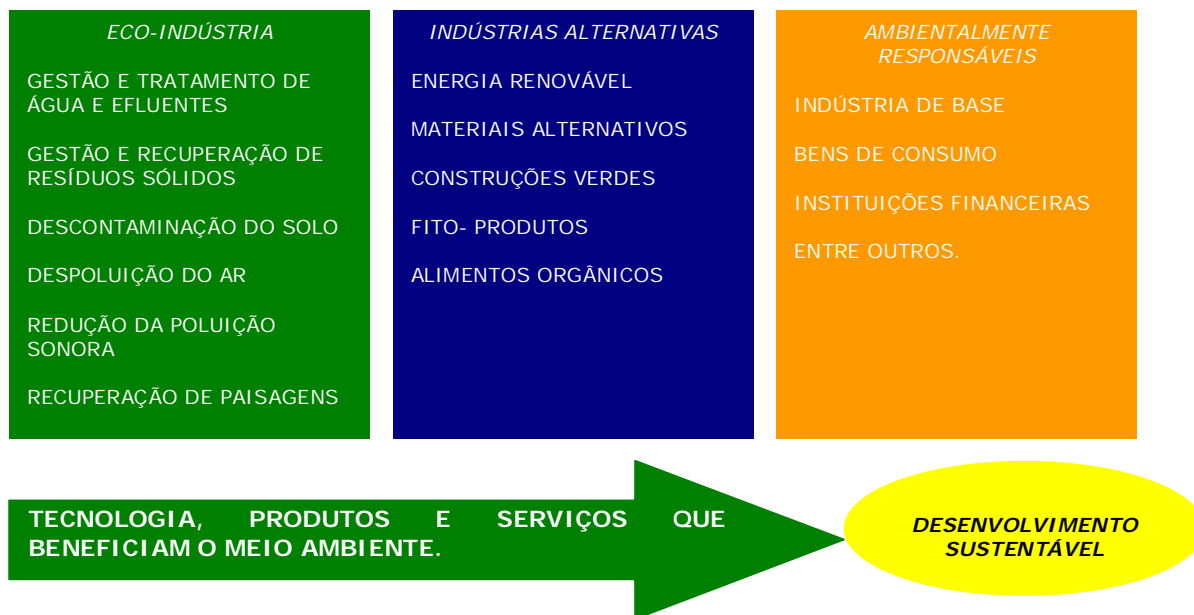 ECO-INDÚSTRIA
GESTÃO E TRATAMENTO DE
ÁGUA E EFLUENTES
GESTÃO E RECUPERAÇÃO DE
RESÍDUOS SÓLIDOS
DESCONTAMINAÇÃO DO SOLO
DESPOLUIÇÃO DO AR
REDUÇÃO DA POLUIÇÃO
SONORA
RECUPERAÇÃO DE PAISAGENS
INDÚSTRIAS ALTERNATIVAS
ENERGIA RENOVÁVEL
MATERIAIS ALTERNATIVOS
CONSTRUÇÕES VERDES
FITO- PRODUTOS
ALIMENTOS ORGÂNICOS
AMBIENTALMENTE
RESPONSÁVEIS
INDÚSTRIA DE BASE
BENS DE CONSUMO
INSTITUIÇÕES FINANCEIRAS
ENTRE OUTROS.
TECNOLOGIA, PRODUTOS E SERVIÇOS QUE
BENEFICIAM O MEIO AMBIENTE.
DESENVOLVIMENTO
SUSTENTÁVEL